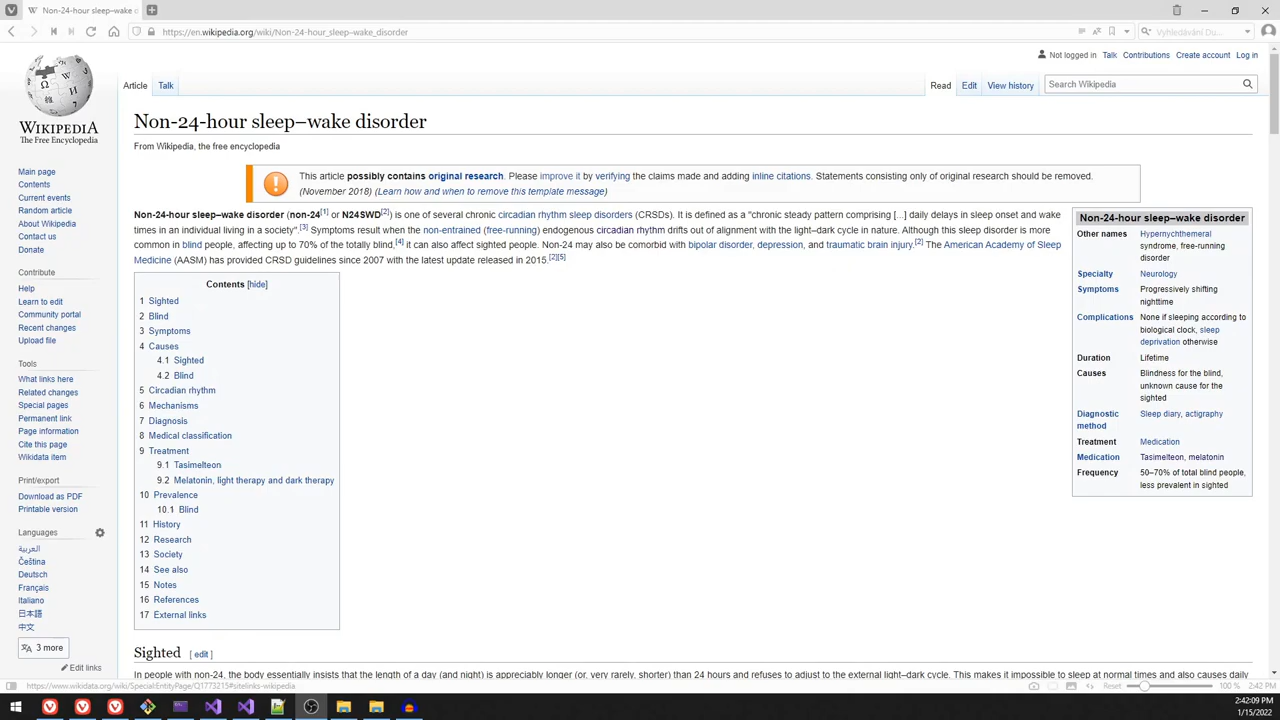 Non-24-hour sleep–wake d
https://en.wikipedia.org/wiki/Non-24-hour_sleep–wake_disorder
Vyhledávání Du...
Not logged in Talk Contributions Create account Log in
Article Talk
Read Edit View history
Search Wikipedia
WIKIPEDIA
The Free Encyclopedia
Main page
Contents
Current events
Random article
About Wikipedia
Contact us
Donate
Contribute
Help
Learn to edit
Community portal
Recent changes
Upload file
Tools
What links here
Related changes
Special pages
Permanent link
Page information
Cite this page
Wikidata item
Print/export
Download as PDF
Printable version
Languages
العربية
Čeština
Deutsch
Français
Italiano
日本語
中文
3 more
Edit links
Non-24-hour sleep–wake disorder
From Wikipedia, the free encyclopedia
This article possibly contains original research. Please improve it by verifying the claims made and adding inline citations. Statements consisting only of original research should be removed.
(November 2018) (Learn how and when to remove this template message)
Non-24-hour sleep–wake disorder (non-24[1] or N24SWD[2]) is one of several chronic circadian rhythm sleep disorders (CRSDs). It is defined as a "chronic steady pattern comprising [...] daily delays in sleep onset and wake
times in an individual living in a society".[3] Symptoms result when the non-entrained (free-running) endogenous circadian rhythm drifts out of alignment with the light–dark cycle in nature. Although this sleep disorder is more
common in blind people, affecting up to 70% of the totally blind,[4] it can also affect sighted people. Non-24 may also be comorbid with bipolar disorder, depression, and traumatic brain injury.[2] The American Academy of Sleep
Medicine (AASM) has provided CRSD guidelines since 2007 with the latest update released in 2015.[2][5]
Contents [hide]
1 Sighted
2 Blind
3 Symptoms
4 Causes
4.1 Sighted
4.2 Blind
5 Circadian rhythm
6 Mechanisms
7 Diagnosis
8 Medical classification
9 Treatment
9.1 Tasimelteon
9.2 Melatonin, light therapy and dark therapy
10 Prevalence
10.1 Blind
11 History
12 Research
13 Society
14 See also
15 Notes
16 References
17 External links
Non-24-hour sleep–wake disorder
Other names Hypernychthemeral
syndrome, free-running
disorder
Specialty Neurology
Symptoms Progressively shifting
nighttime
Complications None if sleeping according to
biological clock, sleep
deprivation otherwise
Duration Lifetime
Causes Blindness for the blind,
unknown cause for the
sighted
Diagnostic Sleep diary, actigraphy
method
Treatment Medication
Medication Tasimelteon, melatonin
Frequency 50–70% of total blind people,
less prevalent in sighted
Sighted [ edit ]
In people with non-24, the body essentially insists that the length of a day (and night) is appreciably longer (or, very rarely, shorter) than 24 hours and refuses to adjust to the external light–dark cycle. This makes it impossible to sleep at normal times and also causes daily
https://www.wikidata.org/wiki/Special:EntityPage/Q1773215#sitelinks-wikipedia
Reset 100 % 2:42 PM
2:42:09 PM
1/15/2022